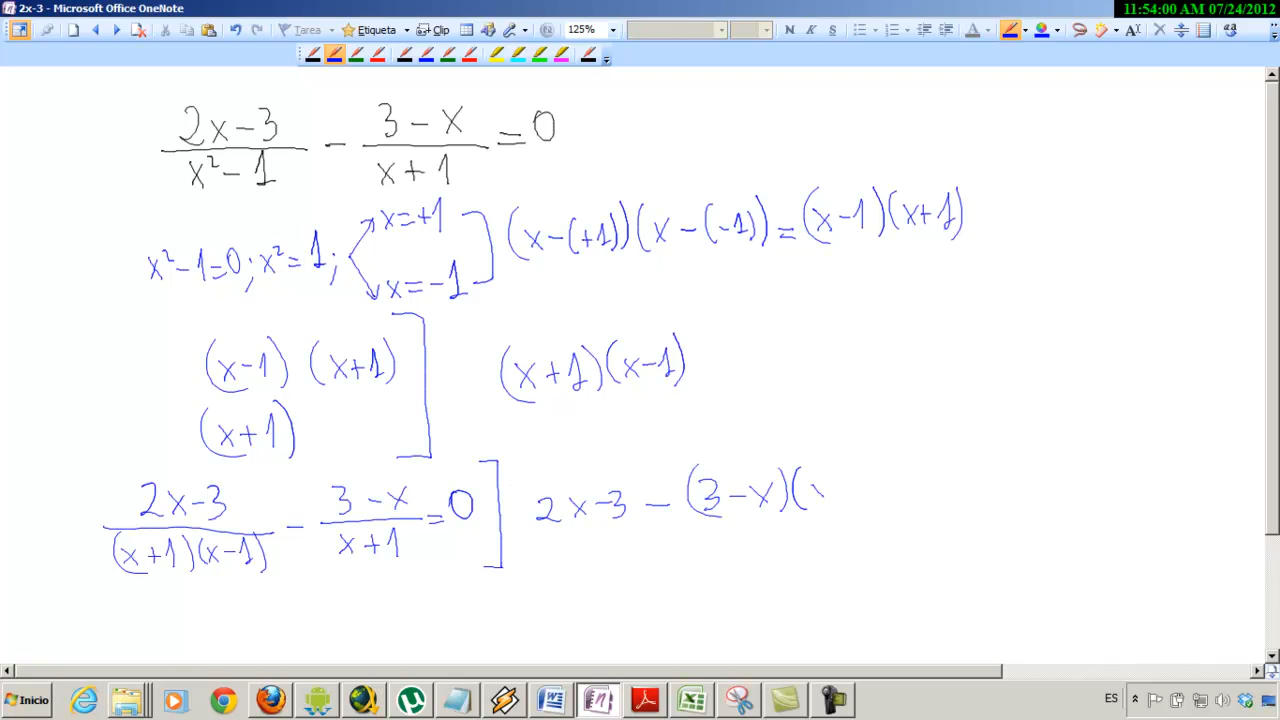 2x-3 - Microsoft Office OneNote
11:54:00 AM 07/24/2012
Tarea Etiqueta Clip 125% N K S A
2x-3 / x²-1 - 3-x / x+1 = 0
x²-1=0; x²=1; x=+1 x=-1 (x-(+1))(x-(-1))=(x-1)(x+1)
(x-1) (x+1) (x+1)(x-1)
(x+1)
2x-3 / (x+1)(x-1) - 3-x / x+1 = 0 ] 2x-3 - (3-x)(
Inicio ES